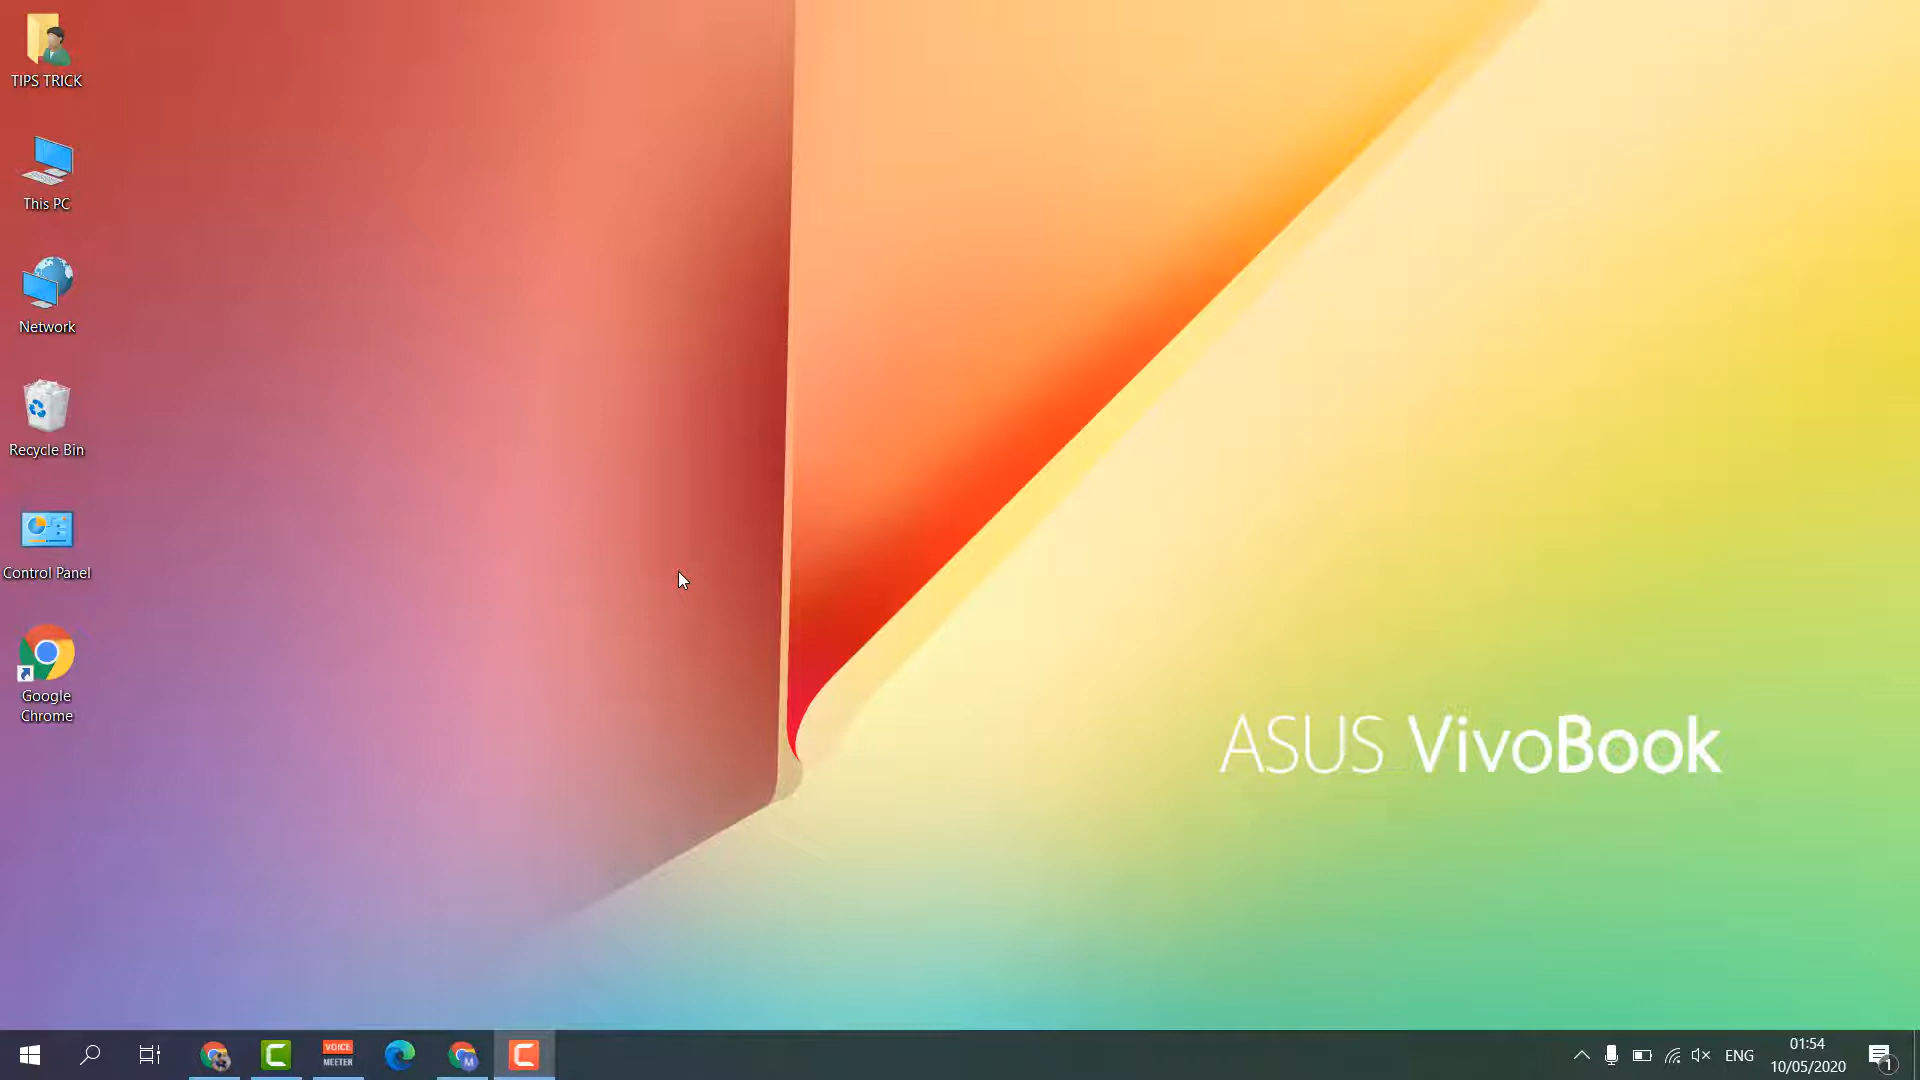 TIPS TRICK
This PC
Network
Recycle Bin
Control Panel
Google
Chrome
ASUS VivoBook
VOICE
MEETER
M
ENG
01:54
10/05/2020
1